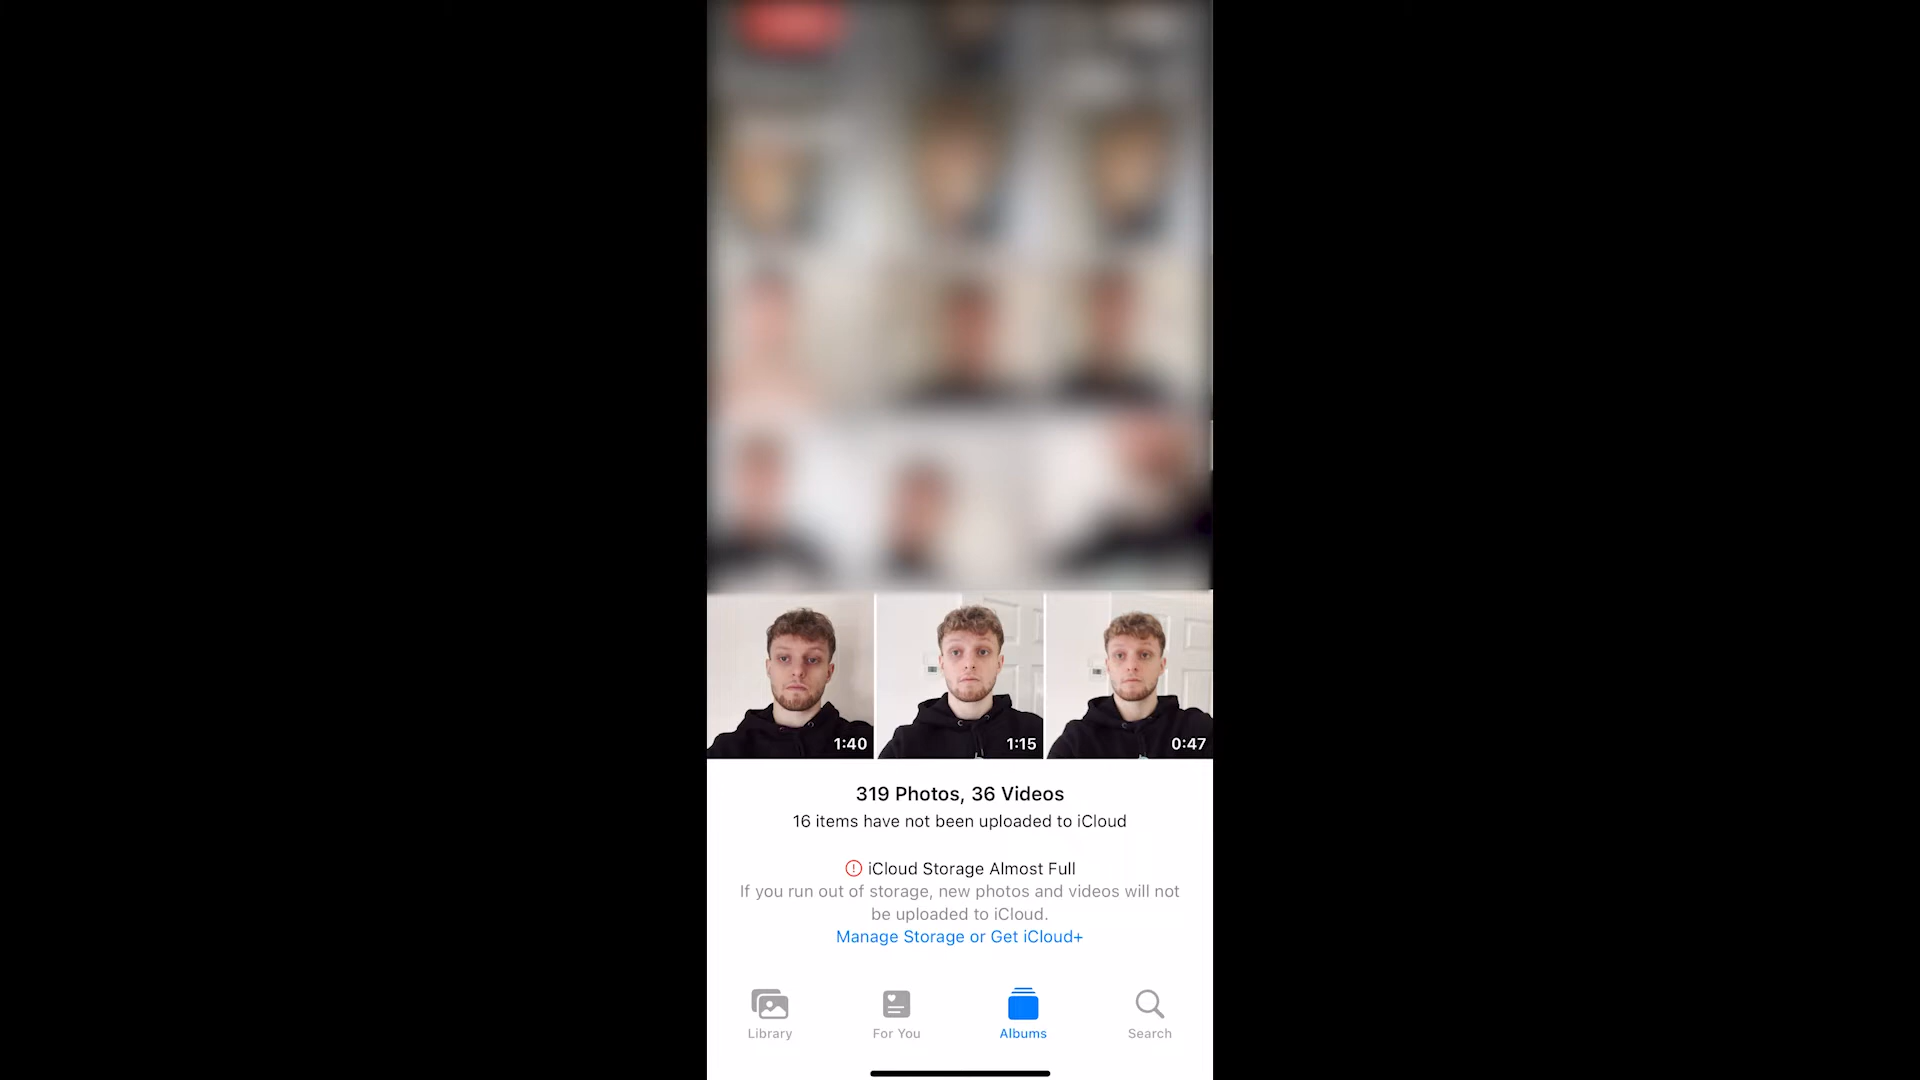 1:40
1:15
0:47
319 Photos, 36 Videos
16 items have not been uploaded to iCloud
iCloud Storage Almost Full
If you run out of storage, new photos and videos will not
be uploaded to iCloud.
Manage Storage or Get iCloud+
Library
For You
Albums
Search